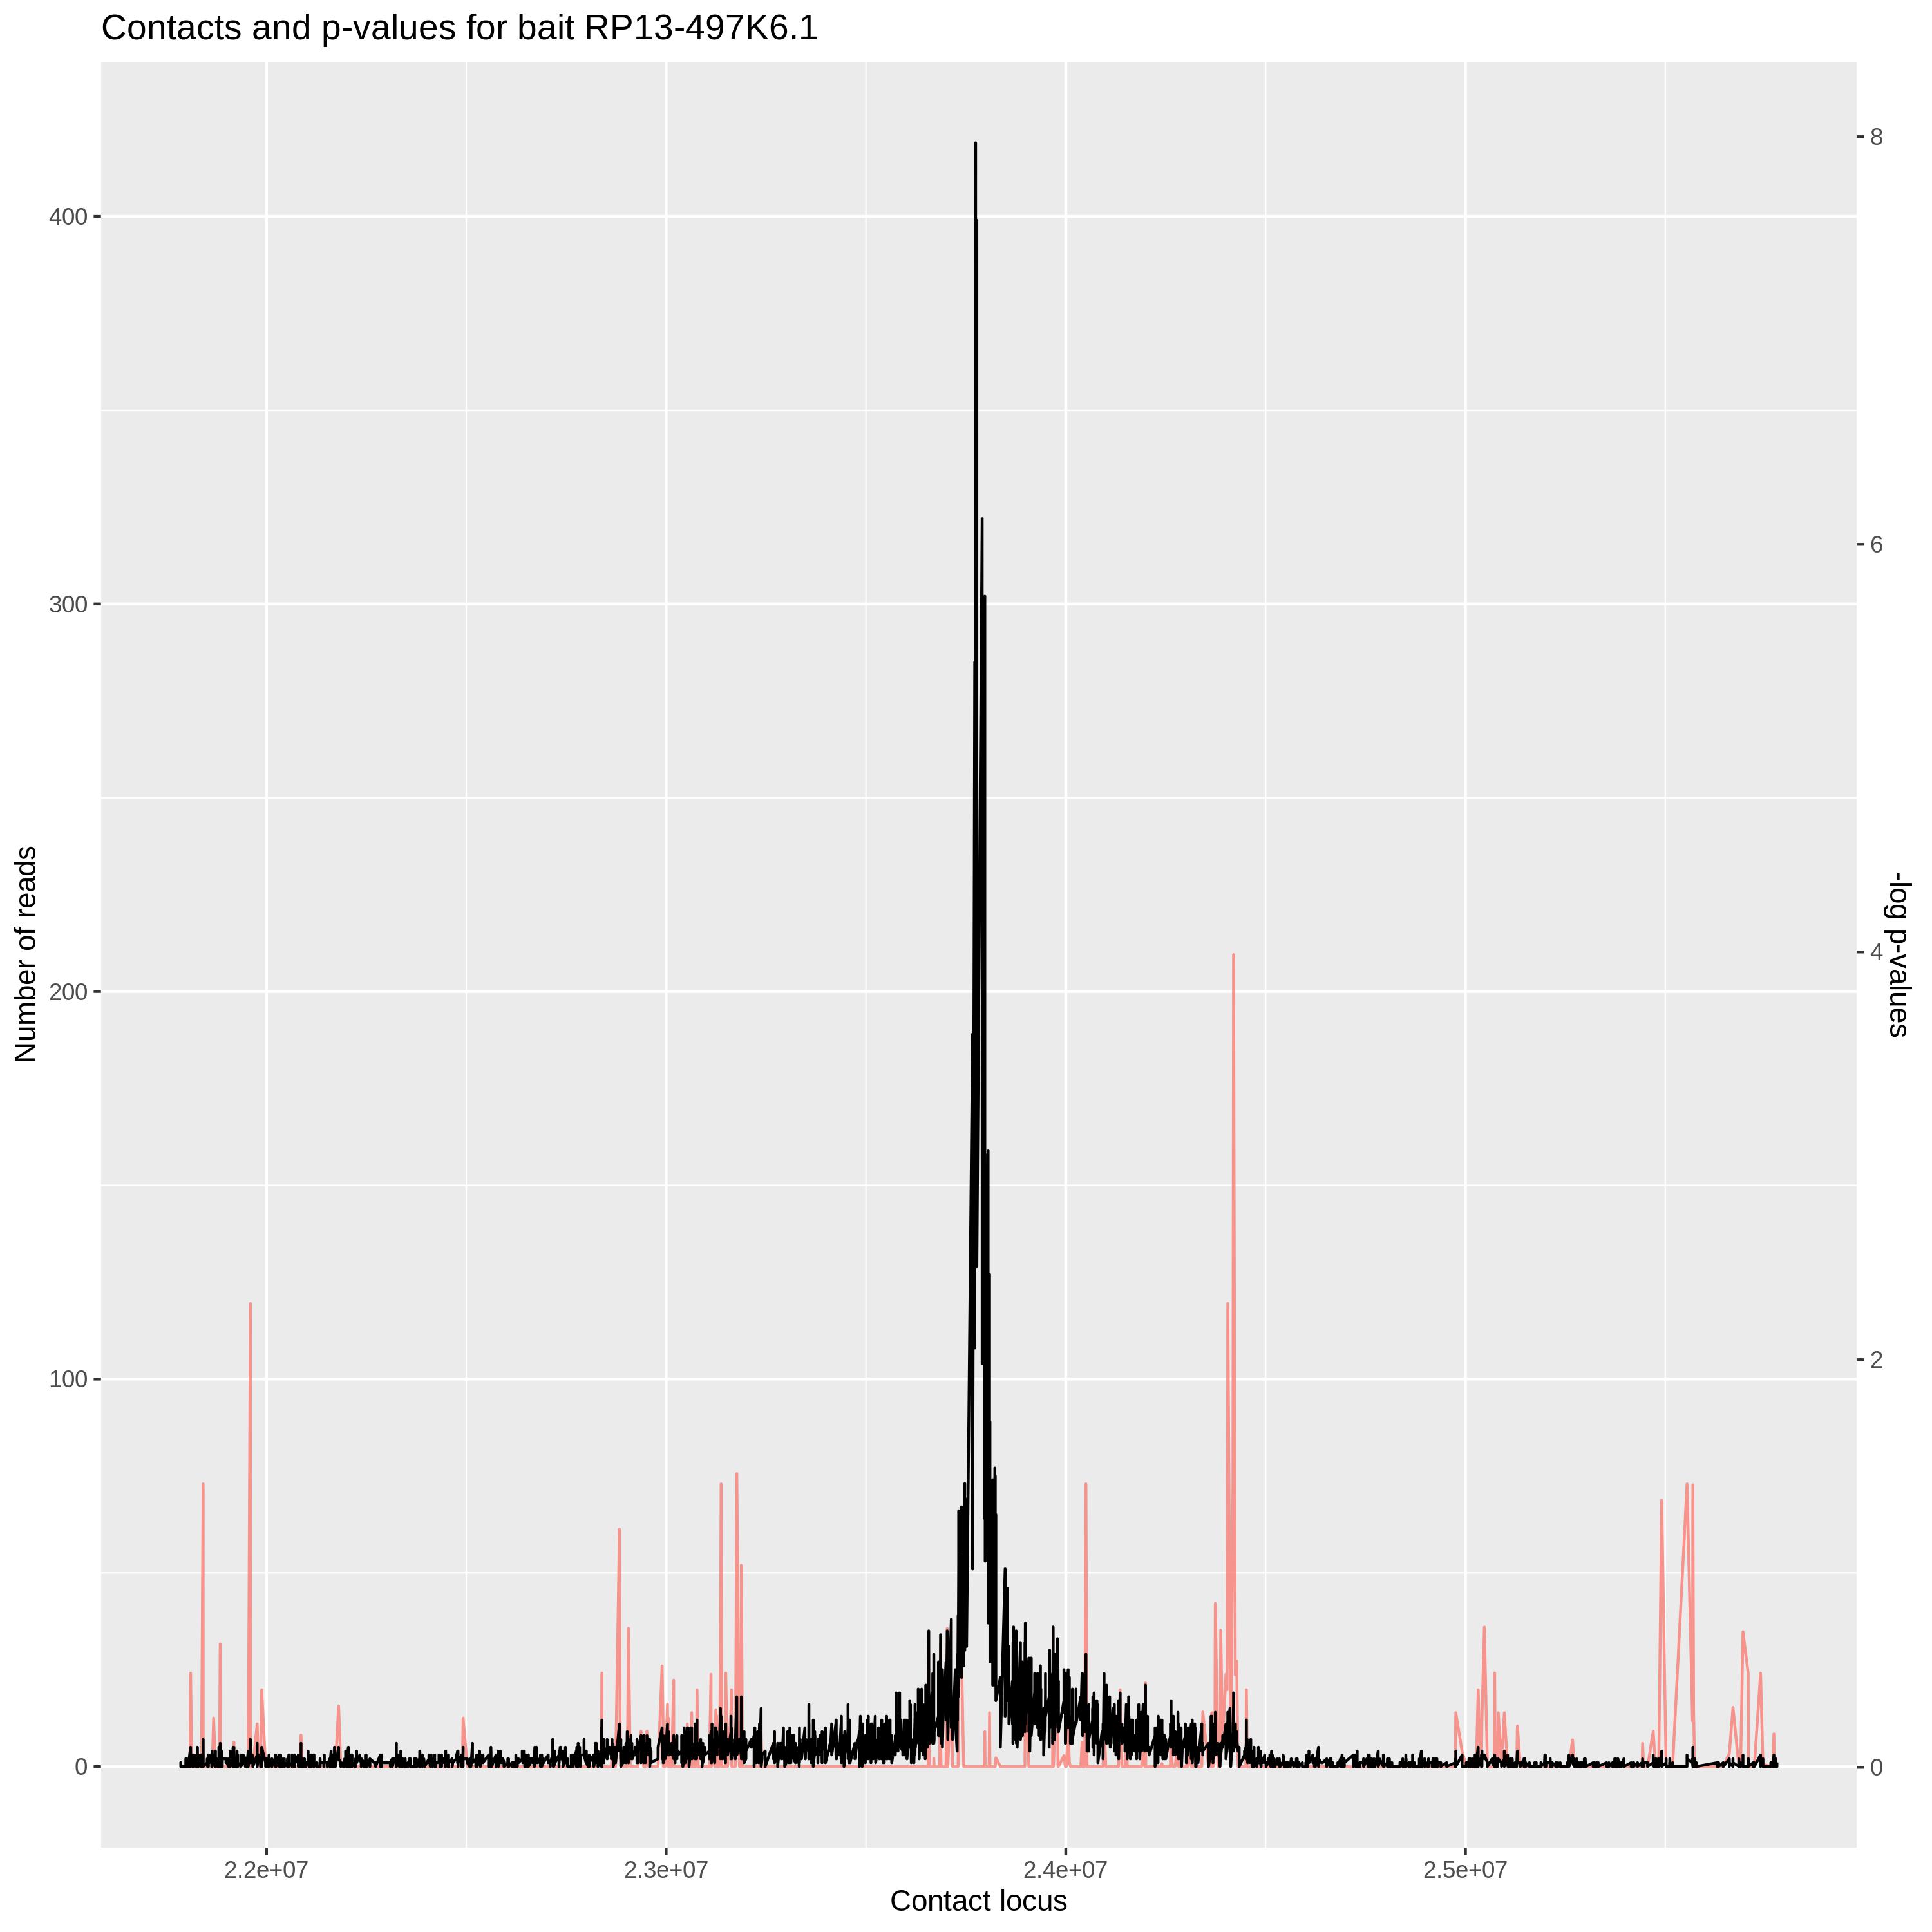 Contacts and p-values for bait RP13-497K6.1
400
300
200
100
0
Number of reads
8
6
4
2
0
-log p-values
2.2e+07
2.3e+07
2.4e+07
2.5e+07
Contact locus